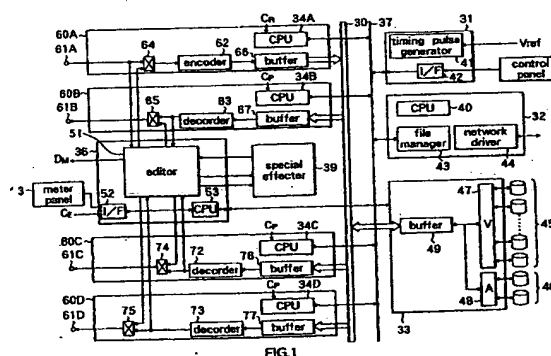 60A
CR
34A
30
37
31
61A
64
62
66
CPU
timing pulse generator
41
Vref
encoder
buffer
I/F
42
control panel
60B
CP
34B
CPU
65
63
67
CPU
40
32
61B
decorder
buffer
file manager
43
network driver
44
51
36
DM
editor
special effecter
39
3
meter panel
52
I/F
53
CPU
CE
47
60C
CP
34C
CPU
buffer
49
V
45
74
72
76
61C
decorder
buffer
60D
CP
34D
CPU
A
48
46
75
73
77
33
61D
decorder
buffer
FIG.1